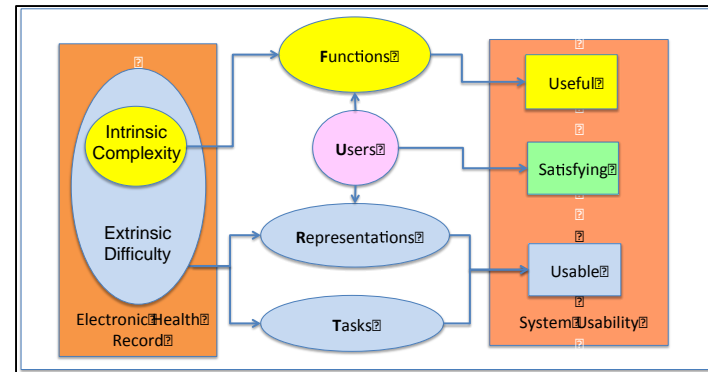 Functions
Useful
Intrinsic
Complexity
Users
Satisfying
Extrinsic
Difficulty
Representations
Usable
Electronic Health
Record
Tasks
System Usability